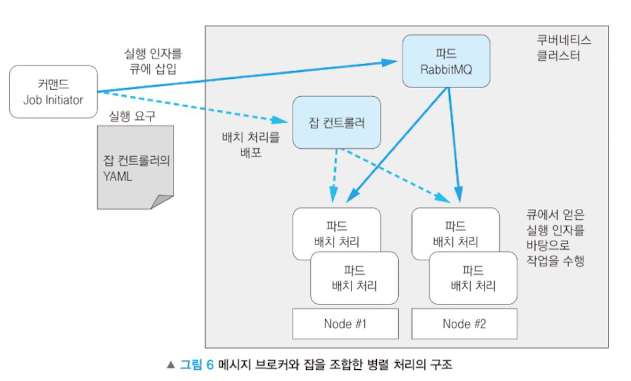 실행 인자를
큐에 삽입
커맨드
Job Initiator
실행 요구
잡 컨트롤러의
YAML
쿠버네티스
클러스터
파드
RabbitMQ
잡 컨트롤러
배치 처리를
배포
파드
배치 처리
파드
배치 처리
파드
배치 처리
파드
배치 처리
큐에서 얻은
실행 인자를
바탕으로
작업을 수행
Node #1
Node #2
▲ 그림 6 메시지 브로커와 잡을 조합한 병렬 처리의 구조